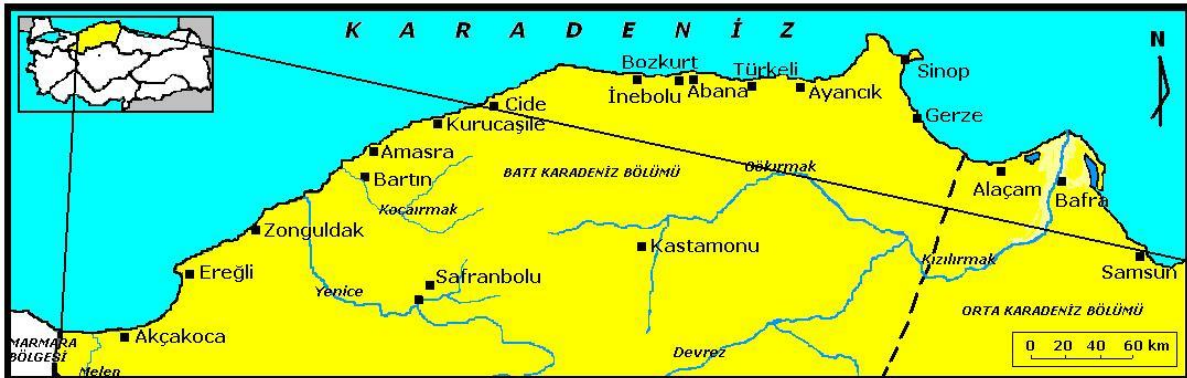 K A R A D E N İ Z
N
Bozkurt
Türkeli
Sinop
İnebolu
Abana
Ayancık
Cide
Gerze
Kurucaşile
Amasra
BATI KARADENİZ BÖLÜMÜ
Gökırmak
Bartın
Alaçam
Bafra
Kocaırmak
Zonguldak
Kastamonu
Kızılırmak
Samsun
Ereğli
Safranbolu
Yenice
ORTA KARADENİZ BÖLÜMÜ
Akçakoca
MARMARA
BÖLGESİ
Devrez
0 20 40 60 km
Melen